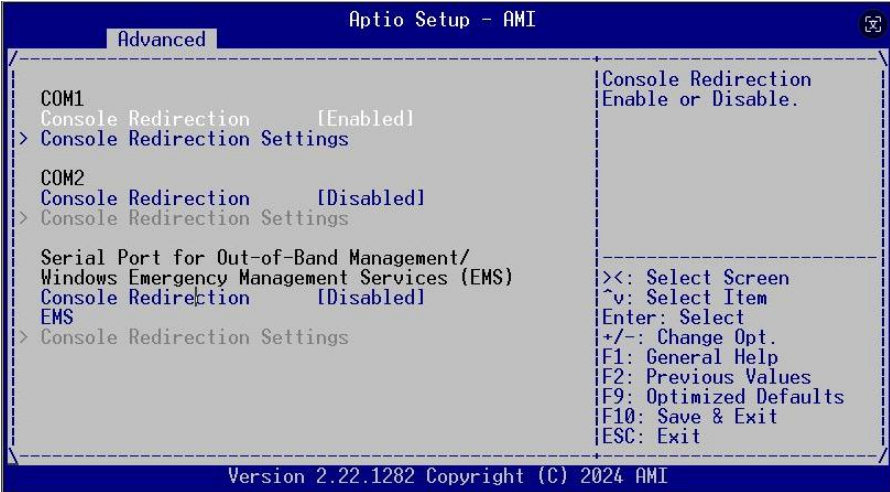 Aptio Setup - AMI
Advanced
COM1
Console Redirection [Enabled]
> Console Redirection Settings
COM2
Console Redirection [Disabled]
> Console Redirection Settings
Serial Port for Out-of-Band Management/
Windows Emergency Management Services (EMS)
Console Redirection [Disabled]
EMS
> Console Redirection Settings
Console Redirection
Enable or Disable.
><: Select Screen
^v: Select Item
Enter: Select
+/-: Change Opt.
F1: General Help
F2: Previous Values
F9: Optimized Defaults
F10: Save & Exit
ESC: Exit
Version 2.22.1282 Copyright (C) 2024 AMI